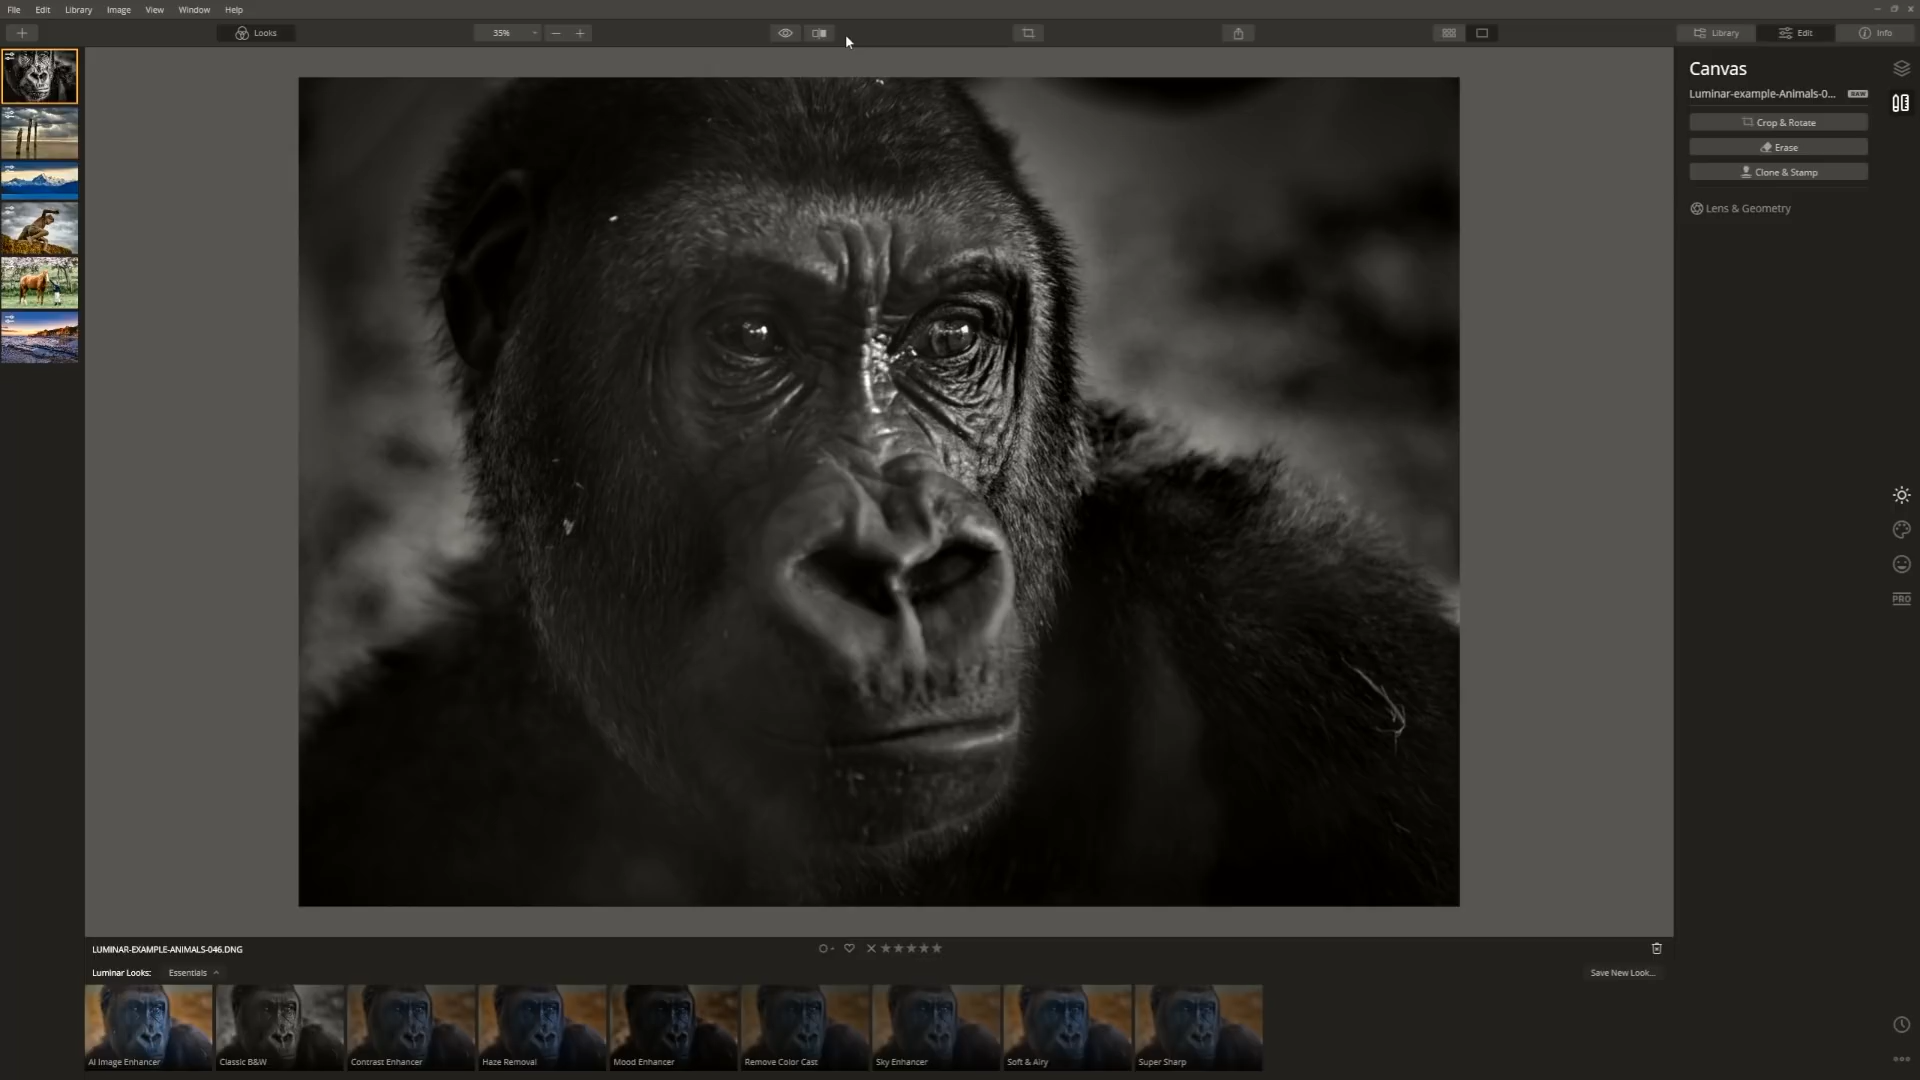 File Edit Library Image View Window Help
Looks 35% Library Edit Info
Canvas
Luminar-example-Animals-0... RAW
Crop & Rotate
Erase
Clone & Stamp
Lens & Geometry
PRO
LUMINAR-EXAMPLE-ANIMALS-046.DNG
Luminar Looks: Essentials Save New Look...
AI Image Enhancer Classic B&W Contrast Enhancer Haze Removal Mood Enhancer Remove Color Cast Sky Enhancer Soft & Airy Super Sharp